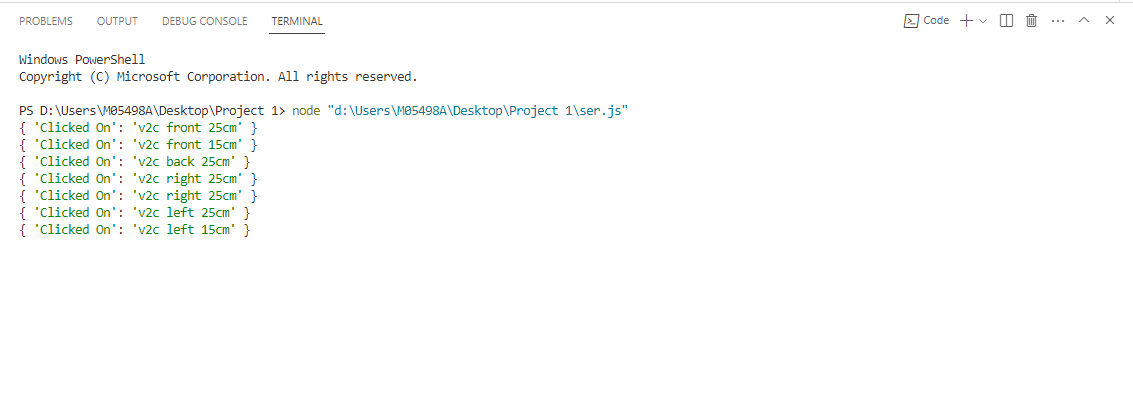 PROBLEMS OUTPUT DEBUG CONSOLE TERMINAL Code
Windows PowerShell
Copyright (C) Microsoft Corporation. All rights reserved.
PS D:\Users\M05498A\Desktop\Project 1> node "d:\Users\M05498A\Desktop\Project 1\ser.js"
{ 'Clicked On': 'v2c front 25cm' }
{ 'Clicked On': 'v2c front 15cm' }
{ 'Clicked On': 'v2c back 25cm' }
{ 'Clicked On': 'v2c right 25cm' }
{ 'Clicked On': 'v2c right 25cm' }
{ 'Clicked On': 'v2c left 25cm' }
{ 'Clicked On': 'v2c left 15cm' }